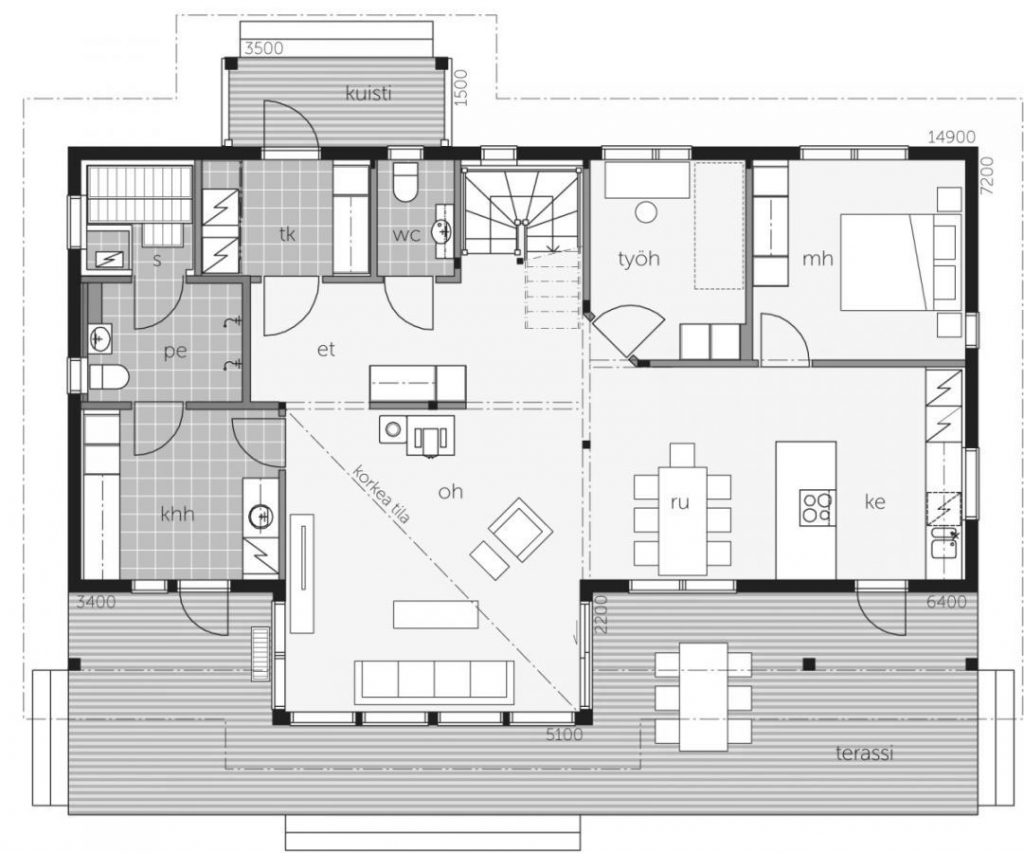 3500
kuisti
1500
14900
7200
s
tk
wc
työh
mh
et
pe
korkea tila
oh
ru
ke
khh
3400
2200
6400
5100
terassi